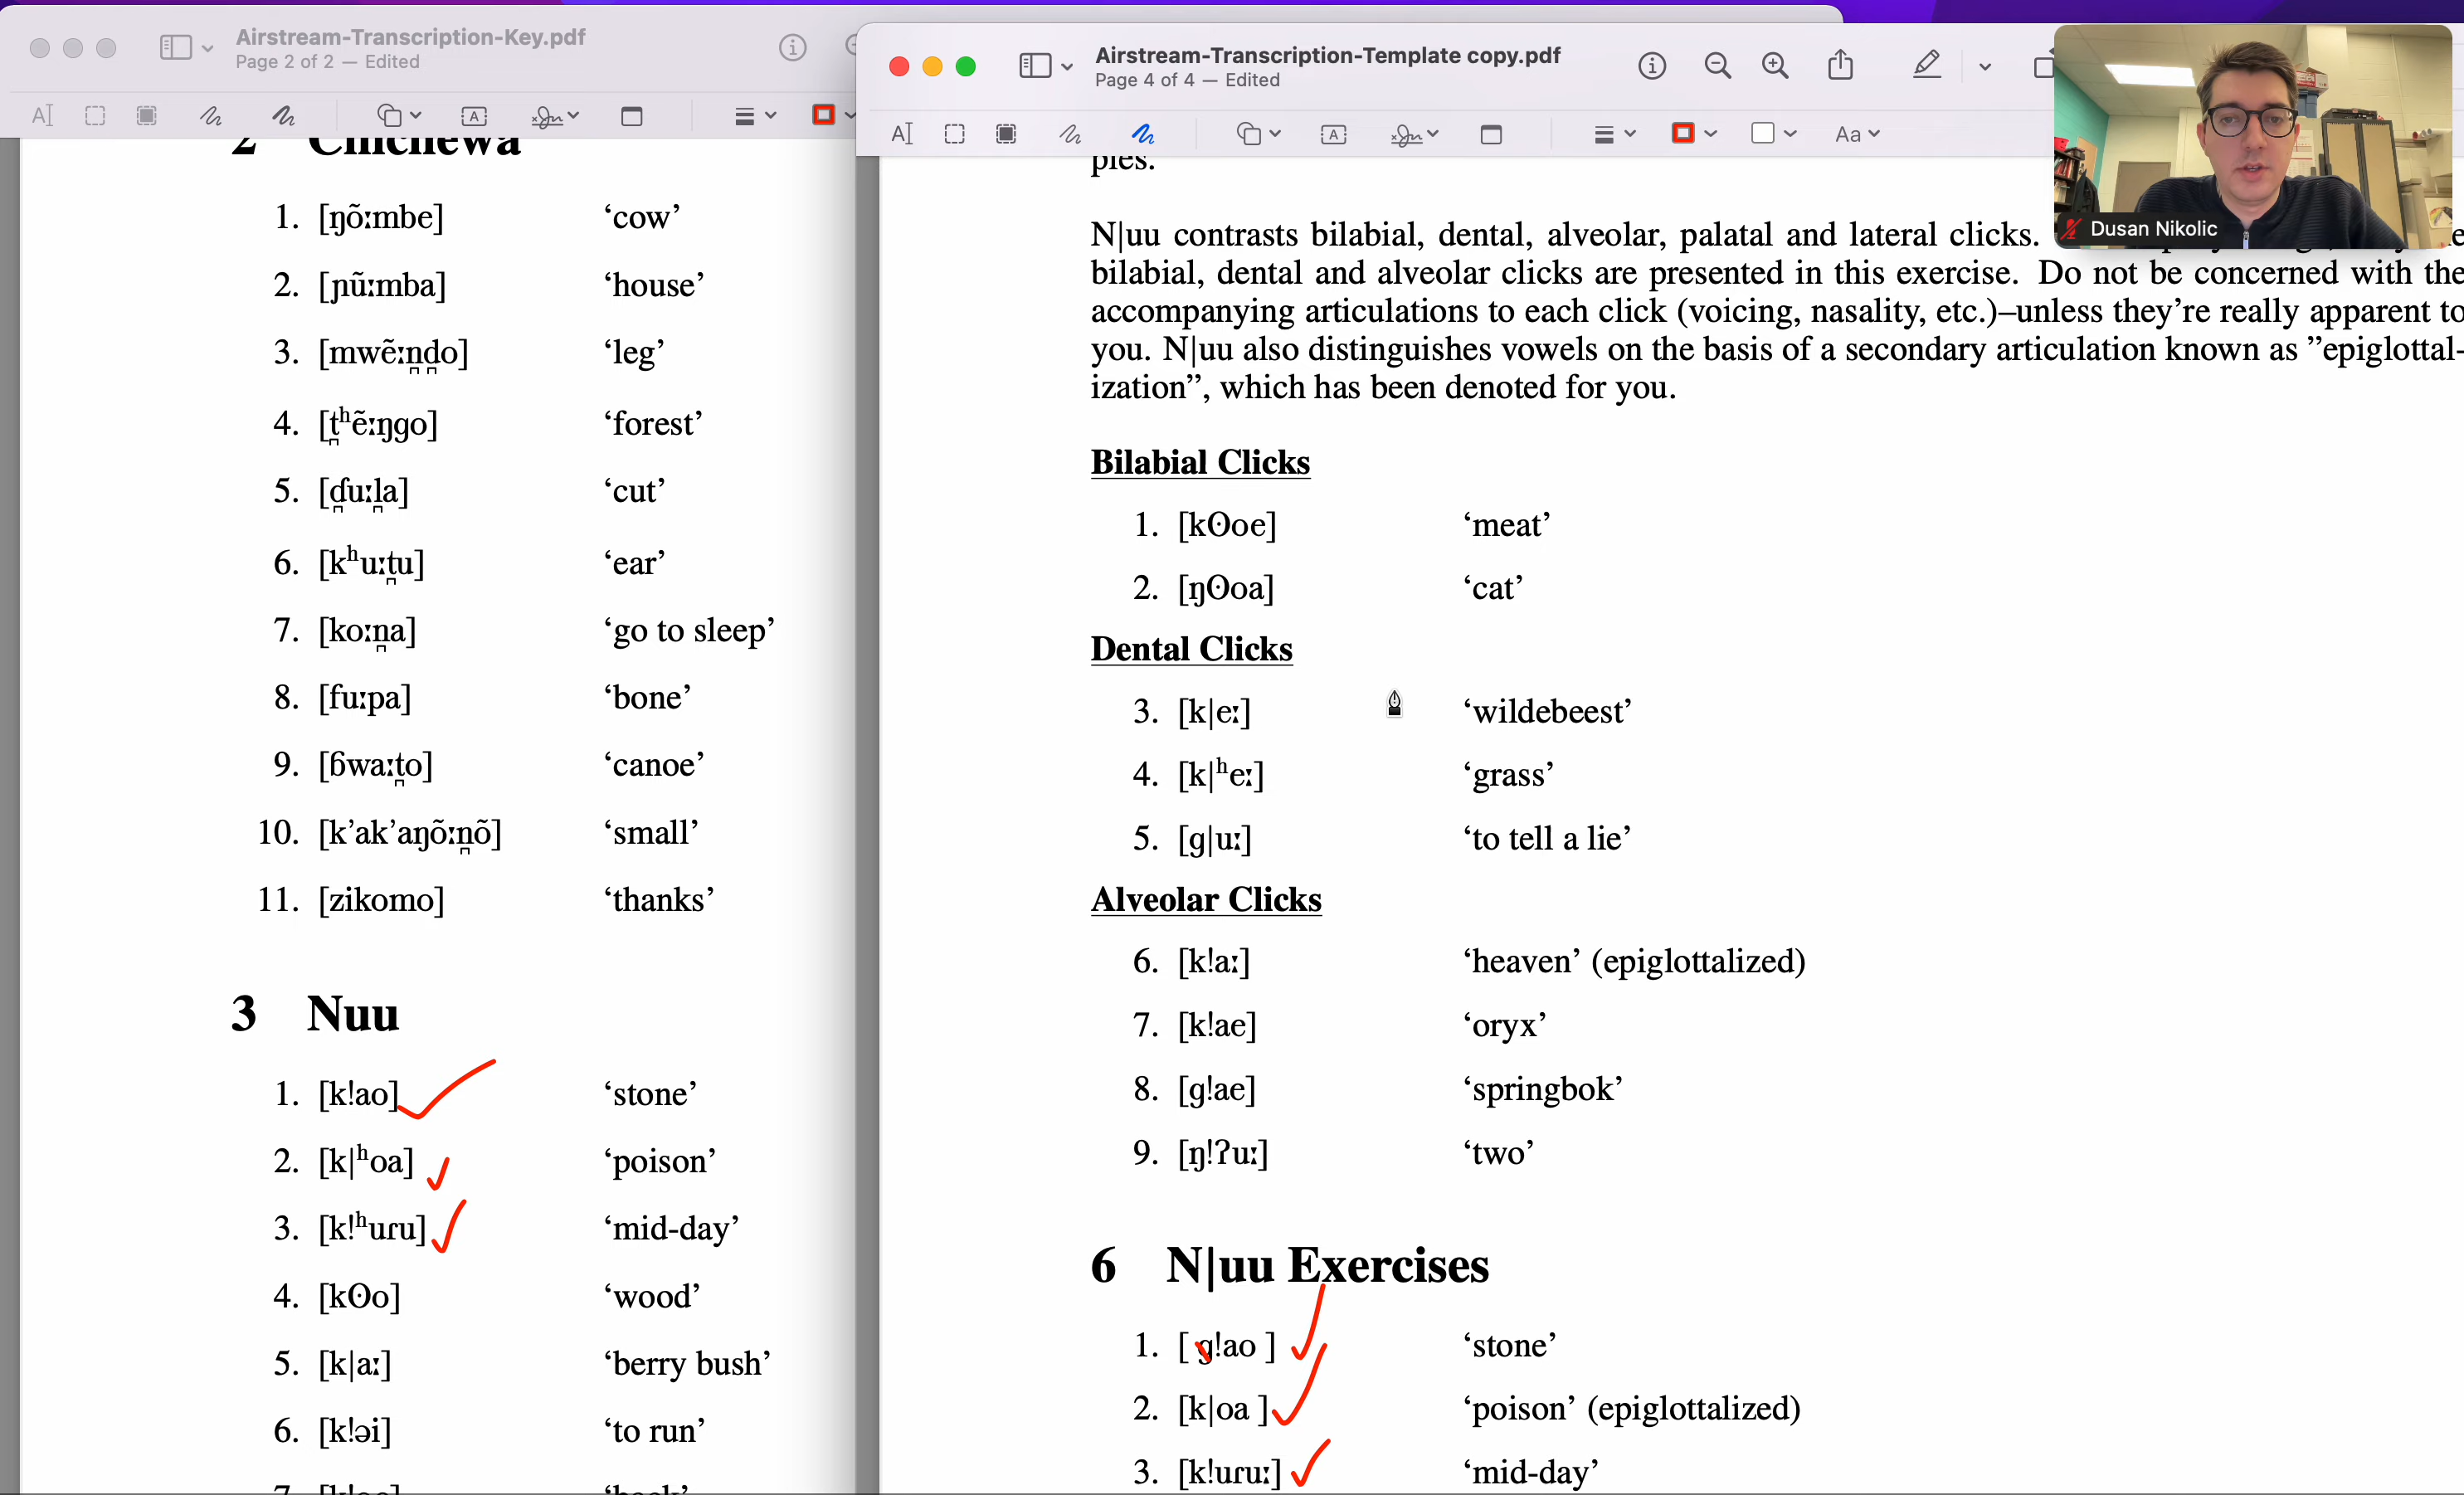 Airstream-Transcription-Key.pdf
Page 2 of 2 — Edited
2 Chichewa
1. [ŋõːmbe] ‘cow’
2. [ɲũːmba] ‘house’
3. [mwẽːn̪d̪o] ‘leg’
4. [t̪ʰẽːŋɡo] ‘forest’
5. [ɗ̪uːl̪a] ‘cut’
6. [kʰuːt̪u] ‘ear’
7. [koːn̪a] ‘go to sleep’
8. [fuːpa] ‘bone’
9. [ɓwaːt̪o] ‘canoe’
10. [k’ak’aŋõːn̪õ] ‘small’
11. [zikomo] ‘thanks’
3 Nuu
1. [k!ao] ‘stone’
2. [k|ʰoa] ‘poison’
3. [k!ʰuɾu] ‘mid-day’
4. [kʘo] ‘wood’
5. [k|aː] ‘berry bush’
6. [k!əi] ‘to run’
Airstream-Transcription-Template copy.pdf
Page 4 of 4 — Edited
Aa
Dusan Nikolic
ples.
N|uu contrasts bilabial, dental, alveolar, palatal and lateral clicks.
bilabial, dental and alveolar clicks are presented in this exercise. Do not be concerned with the
accompanying articulations to each click (voicing, nasality, etc.)–unless they’re really apparent to
you. N|uu also distinguishes vowels on the basis of a secondary articulation known as ”epiglottal-
ization”, which has been denoted for you.
Bilabial Clicks
1. [kʘoe] ‘meat’
2. [ŋʘoa] ‘cat’
Dental Clicks
3. [k|eː] ‘wildebeest’
4. [k|ʰeː] ‘grass’
5. [ɡ|uː] ‘to tell a lie’
Alveolar Clicks
6. [k!aː] ‘heaven’ (epiglottalized)
7. [k!ae] ‘oryx’
8. [ɡ!ae] ‘springbok’
9. [ŋ!ʔuː] ‘two’
6 N|uu Exercises
1. [ g!ao ] ‘stone’
2. [k|oa ] ‘poison’ (epiglottalized)
3. [k!uɾuː] ‘mid-day’